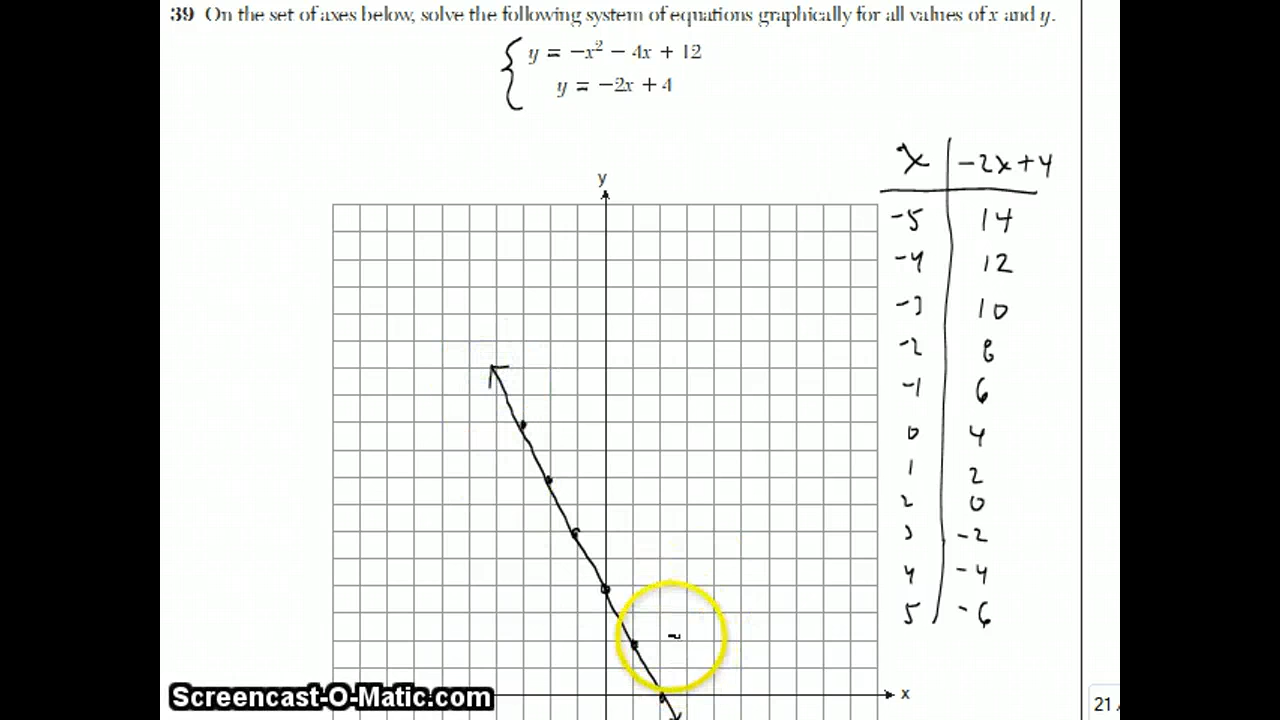 39 On the set of axes below, solve the following system of equations graphically for all values of x and y.
y = −x² − 4x + 12
y = −2x + 4
y
x | -2x+4
-5 | 14
-4 | 12
-3 | 10
-2 | 8
-1 | 6
0 | 4
1 | 2
2 | 0
3 | -2
4 | -4
5 | -6
x
Screencast-O-Matic.com
21